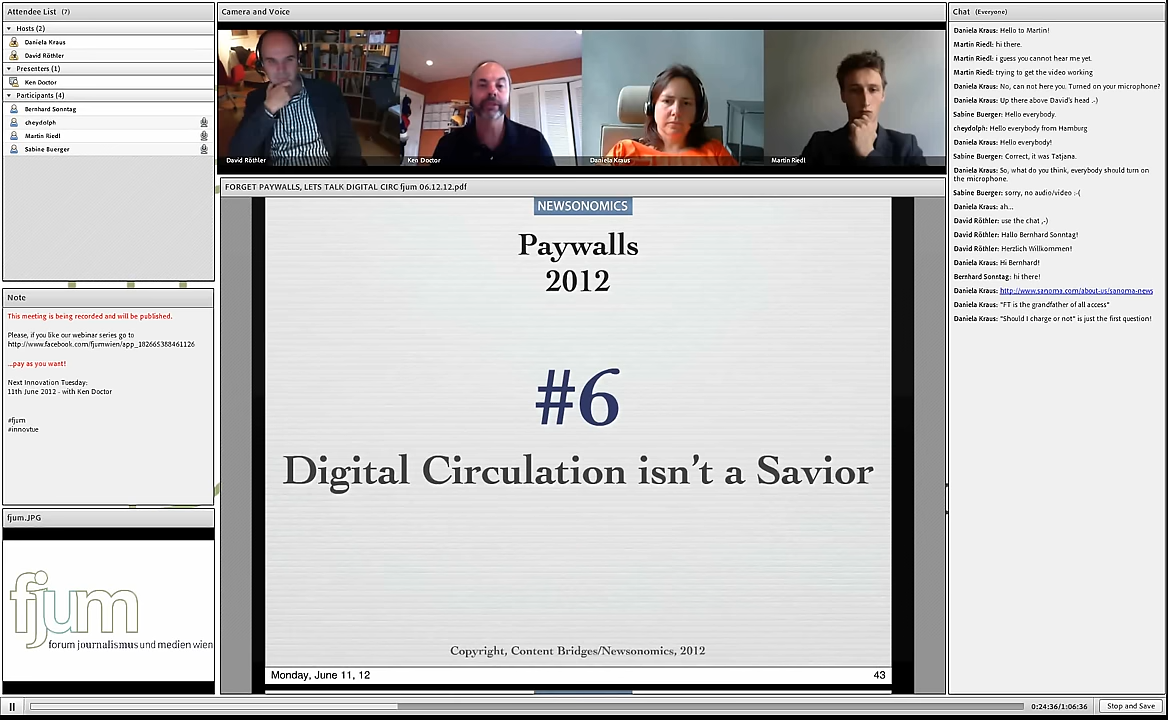 Attendee List (7)
Hosts (2)
Daniela Kraus
David Röthler
Presenters (1)
Ken Doctor
Participants (4)
Bernhard Sonntag
cheydolph
Martin Riedl
Sabine Buerger
Note
This meeting is being recorded and will be published.
Please, if you like our webinar series go to
http://www.facebook.com/fjumwien/app_182665388461126
...pay as you want!
Next Innovation Tuesday:
11th June 2012 - with Ken Doctor
#fjum
#innovtue
fjum.JPG
fjum
forum journalismus und medien wien
Camera and Voice
David Röthler
Ken Doctor
Daniela Kraus
Martin Riedl
FORGET PAYWALLS, LETS TALK DIGITAL CIRC fjum 06.12.12.pdf
NEWSONOMICS
Paywalls
2012
#6
Digital Circulation isn't a Savior
Copyright, Content Bridges/Newsonomics, 2012
Monday, June 11, 12 43
Chat (Everyone)
Daniela Kraus: Hello to Martin!
Martin Riedl: hi there.
Martin Riedl: i guess you cannot hear me yet.
Martin Riedl: trying to get the video working
Daniela Kraus: No, can not here you. Turned on your microphone?
Daniela Kraus: Up there above David's head .-)
Sabine Buerger: Hello everybody.
cheydolph: Hello everybody from Hamburg
Daniela Kraus: Hello everybody!
Sabine Buerger: Correct, it was Tatjana.
Daniela Kraus: So, what do you think, everybody should turn on
the microphone.
Sabine Buerger: sorry, no audio/video :-(
Daniela Kraus: ah...
David Röthler: use the chat ,-)
David Röthler: Hallo Bernhard Sonntag!
David Röthler: Herzlich Willkommen!
Daniela Kraus: Hi Bernhard!
Bernhard Sonntag: hi there!
Daniela Kraus: http://www.sanoma.com/about-us/sanoma-news
Daniela Kraus: "FT is the grandfather of all access"
Daniela Kraus: "Should I charge or not" is just the first question!
0:24:36/1:06:36
Stop and Save